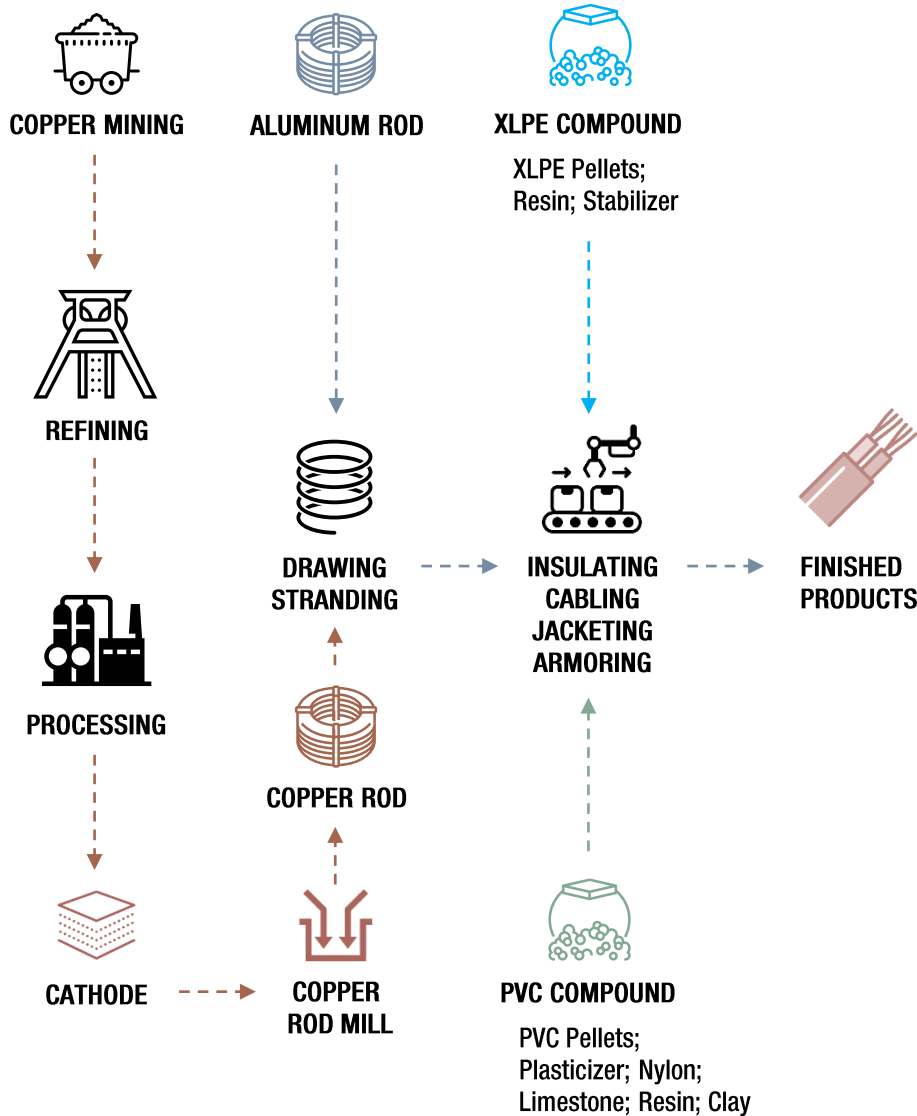 COPPER MINING
ALUMINUM ROD
XLPE COMPOUND
XLPE Pellets;
Resin; Stabilizer
REFINING
DRAWING
STRANDING
INSULATING
CABLING
JACKETING
ARMORING
FINISHED
PRODUCTS
PROCESSING
COPPER ROD
CATHODE
COPPER
ROD MILL
PVC COMPOUND
PVC Pellets;
Plasticizer; Nylon;
Limestone; Resin; Clay